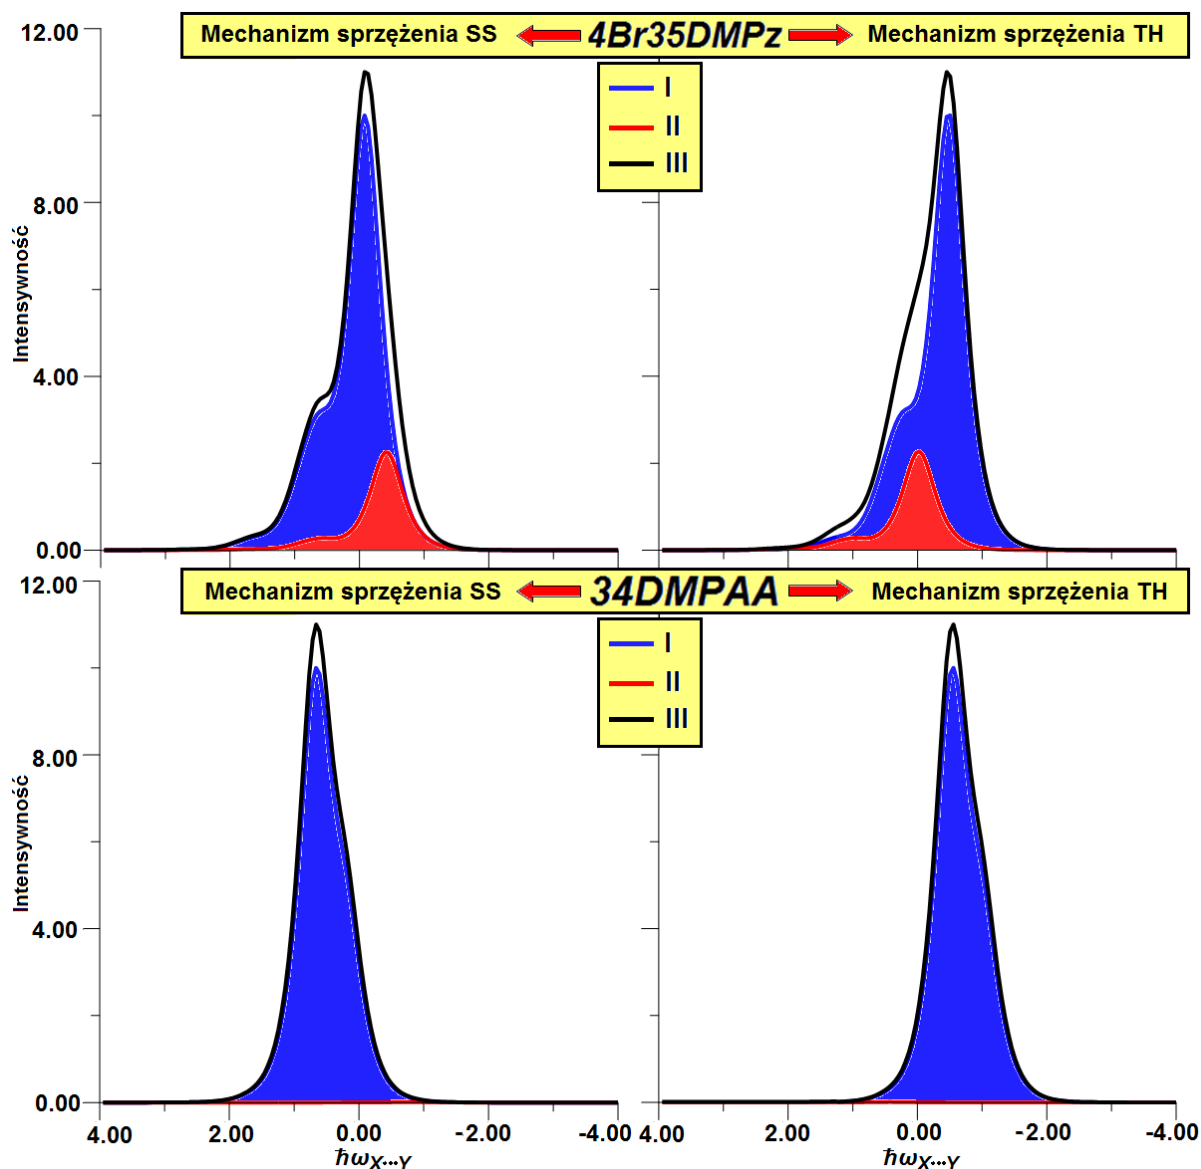 Mechanizm sprzężenia SS 4Br35DMPz Mechanizm sprzężenia TH
I
II
III
12.00
8.00
4.00
0.00
Intensywność
Mechanizm sprzężenia SS 34DMPAA Mechanizm sprzężenia TH
I
II
III
12.00
8.00
4.00
0.00
Intensywność
4.00 2.00 0.00 -2.00 -4.00 4.00 2.00 0.00 -2.00 -4.00
ħωX...Y ħωX...Y